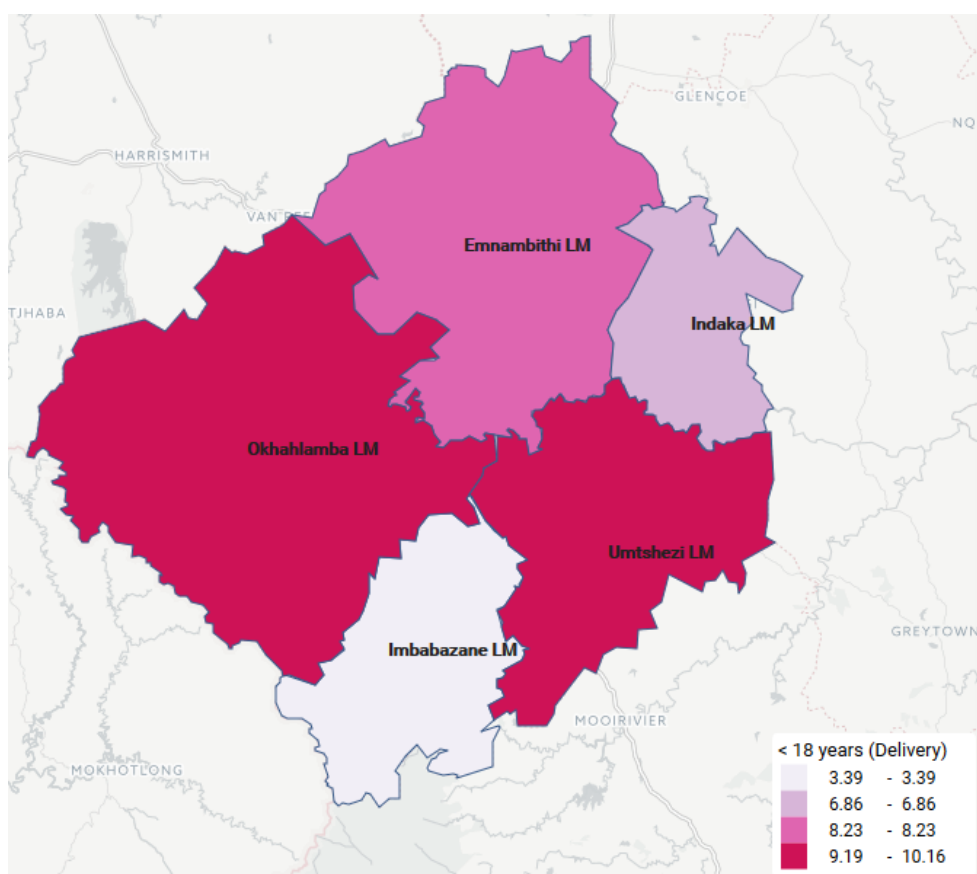 GLENCOE
NQ
HARRISMITH
VAN REE
Emnambithi LM
TJHABA
Indaka LM
Okhahlamba LM
Umtshezi LM
GREYTOWN
Imbabazane LM
MOOIRIVIER
MOKHOTLONG
< 18 years (Delivery)
3.39 - 3.39
6.86 - 6.86
8.23 - 8.23
9.19 - 10.16